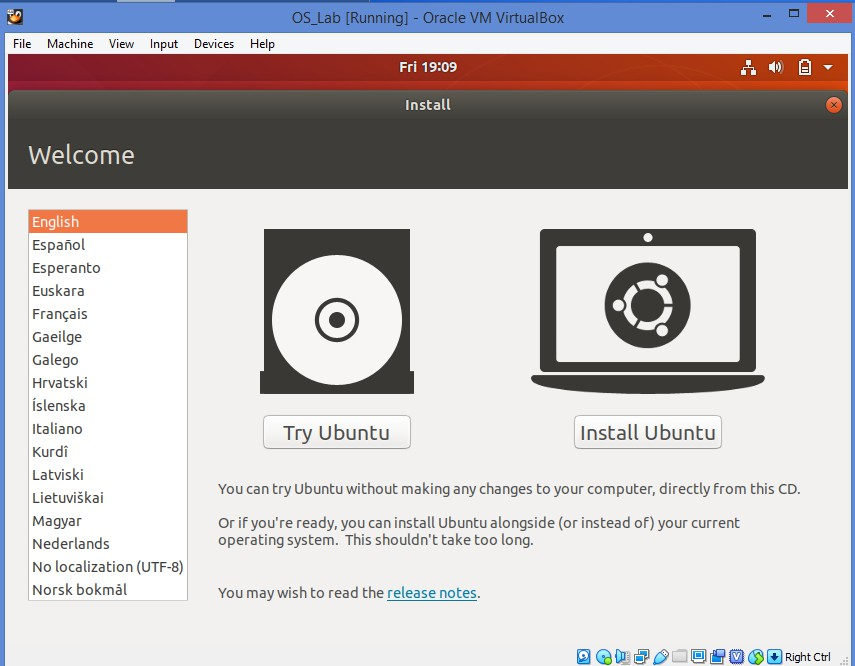 OS_Lab [Running] - Oracle VM VirtualBox
File Machine View Input Devices Help
Fri 19:09
Install
Welcome
English
Español
Esperanto
Euskara
Français
Gaeilge
Galego
Hrvatski
Íslenska
Italiano
Kurdî
Latviski
Lietuviškai
Magyar
Nederlands
No localization (UTF-8)
Norsk bokmål
Try Ubuntu
Install Ubuntu
You can try Ubuntu without making any changes to your computer, directly from this CD.
Or if you're ready, you can install Ubuntu alongside (or instead of) your current
operating system. This shouldn't take too long.
You may wish to read the release notes.
Right Ctrl